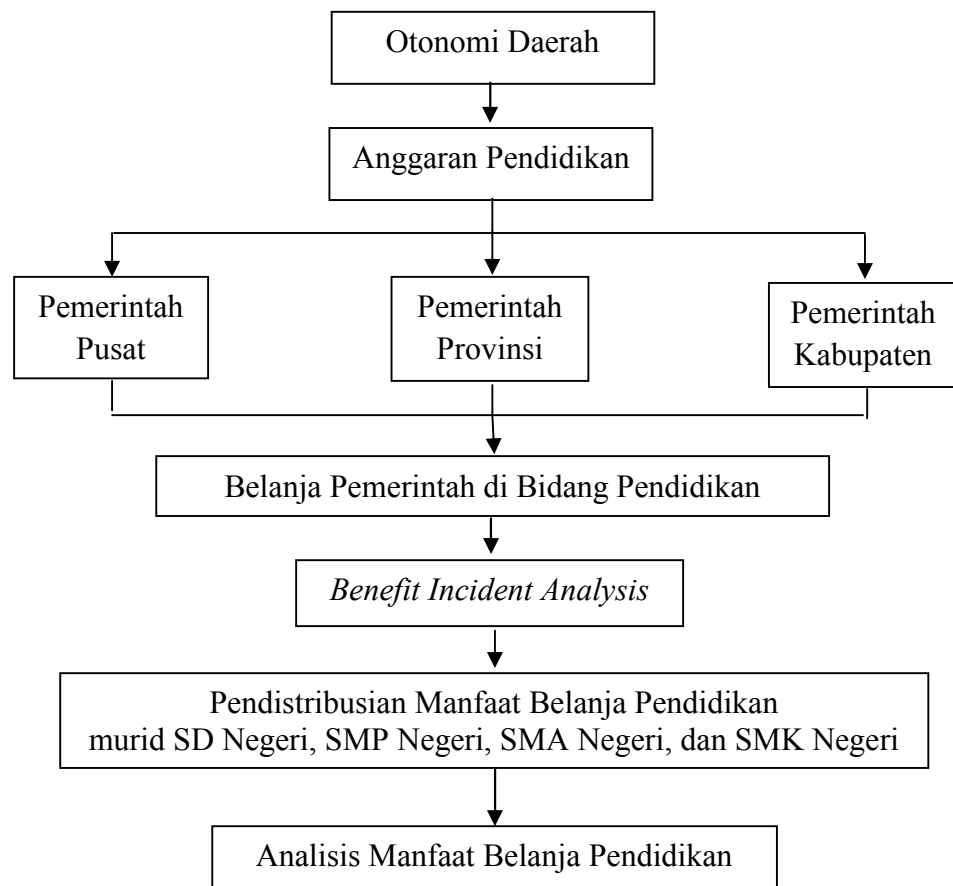 Otonomi Daerah
Anggaran Pendidikan
Pemerintah
Pusat
Pemerintah
Provinsi
Pemerintah
Kabupaten
Belanja Pemerintah di Bidang Pendidikan
Benefit Incident Analysis
Pendistribusian Manfaat Belanja Pendidikan
murid SD Negeri, SMP Negeri, SMA Negeri, dan SMK Negeri
Analisis Manfaat Belanja Pendidikan